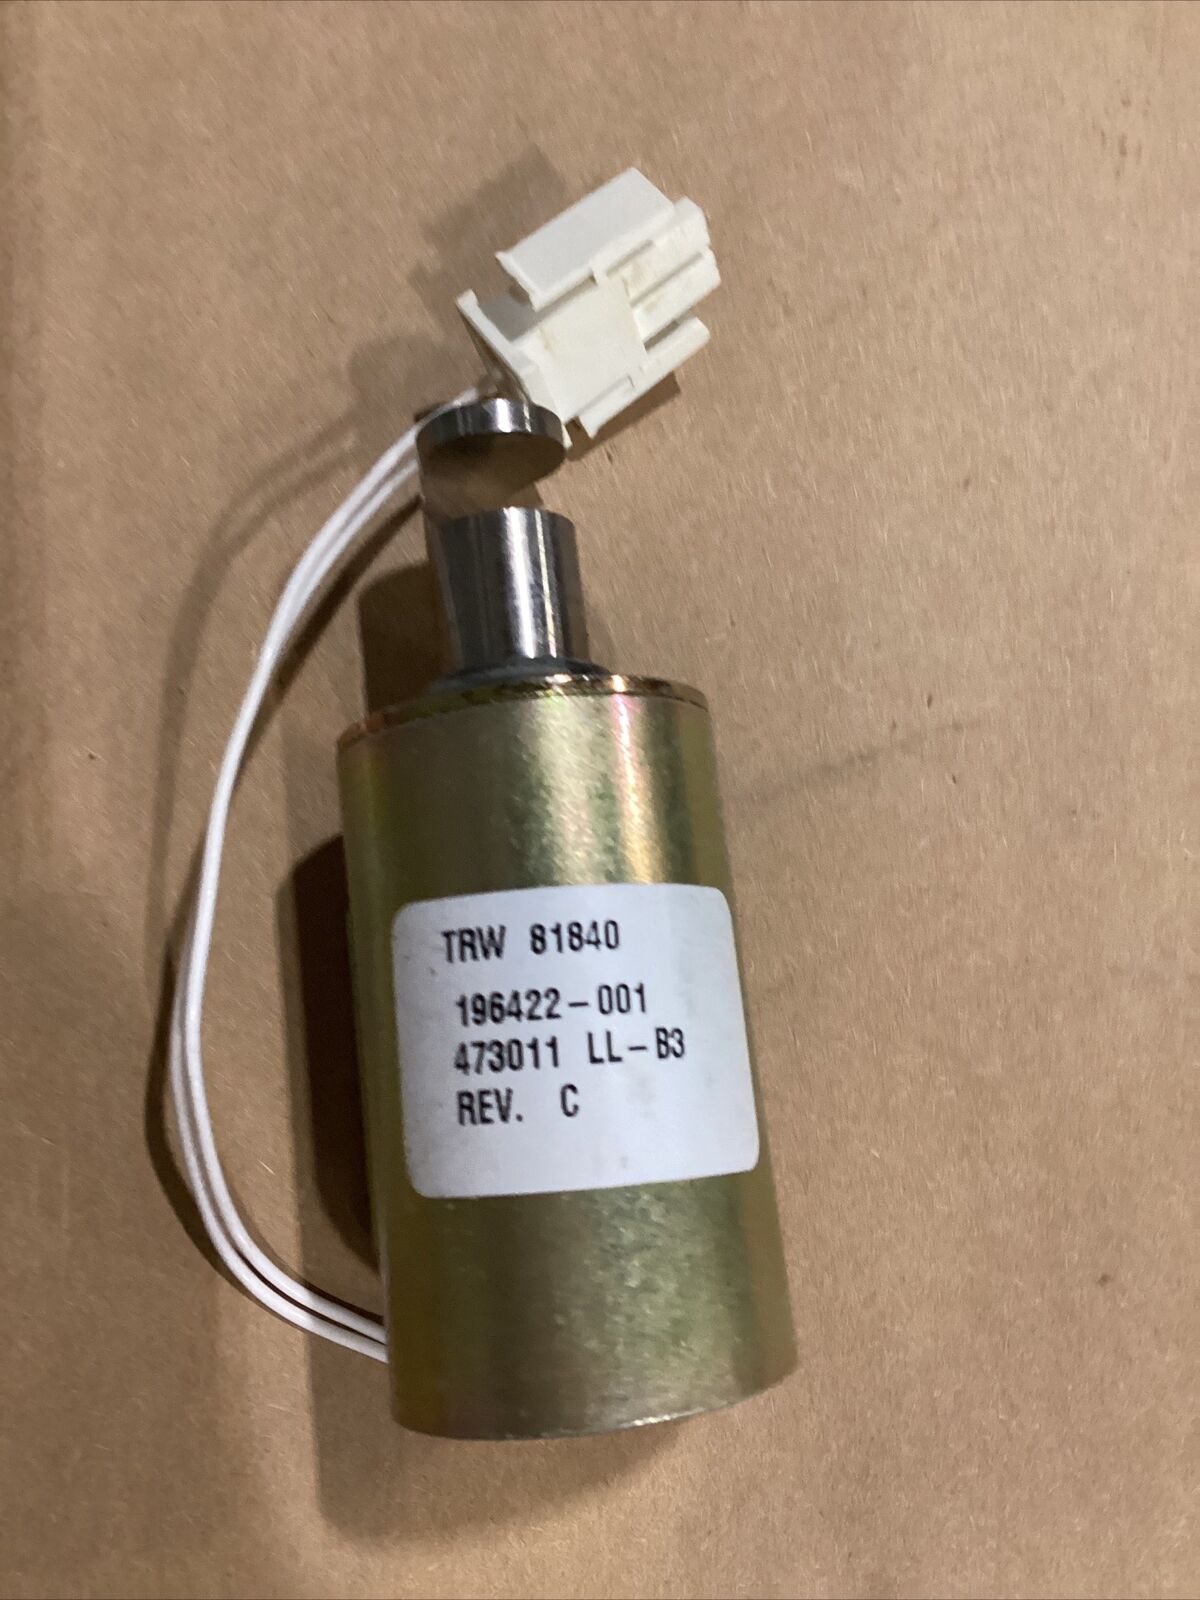 TRW 81840
196422-001
473011 LL-B3
REV. C